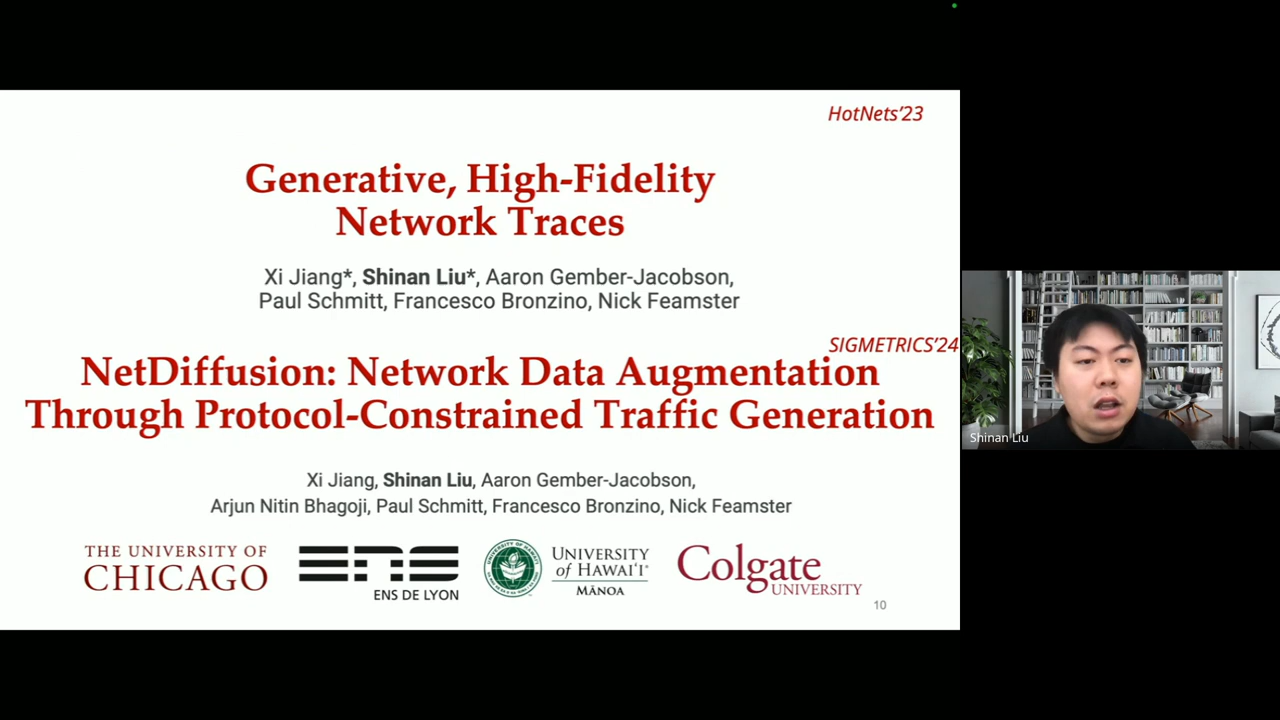 HotNets'23
Generative, High-Fidelity
Network Traces
Xi Jiang*, Shinan Liu*, Aaron Gember-Jacobson,
Paul Schmitt, Francesco Bronzino, Nick Feamster
SIGMETRICS'24
NetDiffusion: Network Data Augmentation
Through Protocol-Constrained Traffic Generation
Xi Jiang, Shinan Liu, Aaron Gember-Jacobson,
Arjun Nitin Bhagoji, Paul Schmitt, Francesco Bronzino, Nick Feamster
THE UNIVERSITY OF
CHICAGO
ENS
ENS DE LYON
UNIVERSITY
of HAWAI'I®
MĀNOA
Colgate
UNIVERSITY
10
Shinan Liu